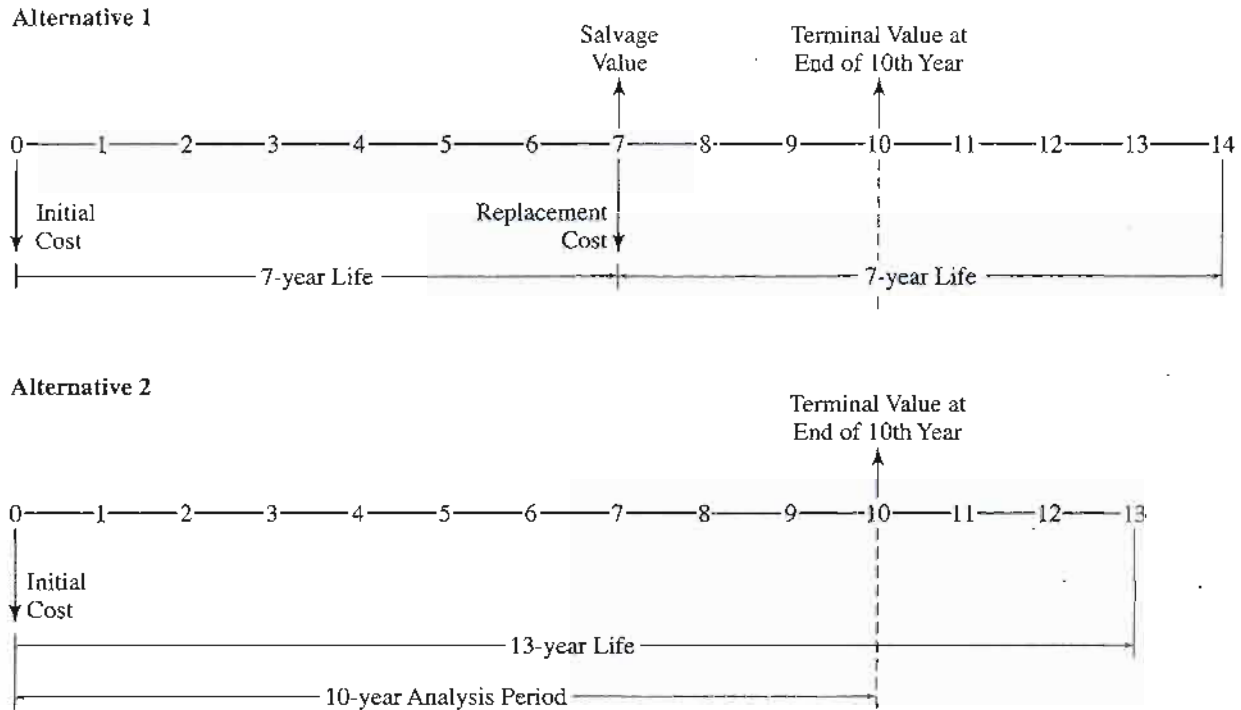 Alternative 1
Salvage
Value
Terminal Value at
End of 10th Year
0 1 2 3 4 5 6 7 8 9 10 11 12 13 14
Initial
Cost
Replacement
Cost
7-year Life
7-year Life
Alternative 2
Terminal Value at
End of 10th Year
0 1 2 3 4 5 6 7 8 9 10 11 12 13
Initial
Cost
13-year Life
10-year Analysis Period